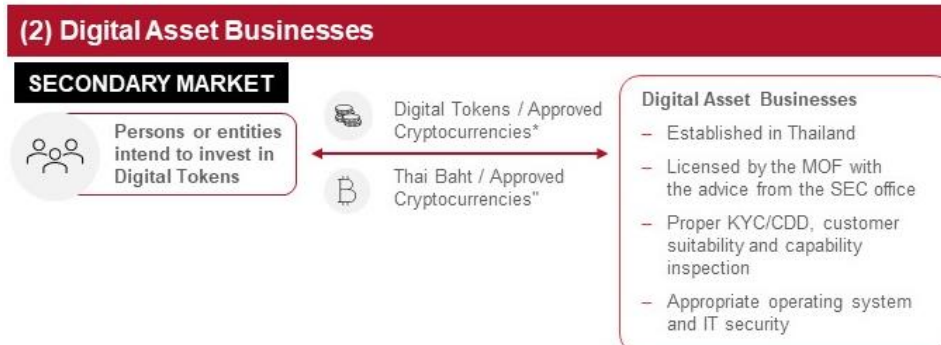 (2) Digital Asset Businesses
SECONDARY MARKET
Persons or entities
intend to invest in
Digital Tokens
Digital Tokens / Approved
Cryptocurrencies*
Thai Baht / Approved
Cryptocurrencies"
Digital Asset Businesses
– Established in Thailand
– Licensed by the MOF with
the advice from the SEC office
– Proper KYC/CDD, customer
suitability and capability
inspection
– Appropriate operating system
and IT security